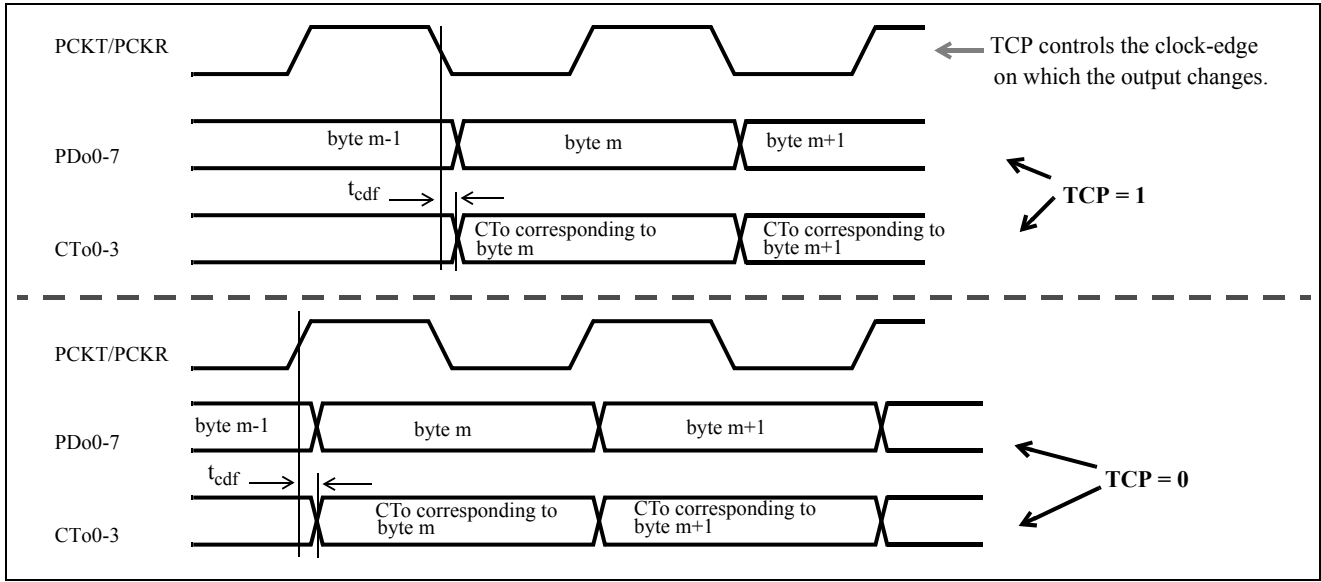 PCKT/PCKR
TCP controls the clock-edge
on which the output changes.
PDo0-7
byte m-1
byte m
byte m+1
TCP = 1
tcdf
CTo0-3
CTo corresponding to
byte m
CTo corresponding to
byte m+1
PCKT/PCKR
PDo0-7
byte m-1
byte m
byte m+1
tcdf
TCP = 0
CTo0-3
CTo corresponding to
byte m
CTo corresponding to
byte m+1